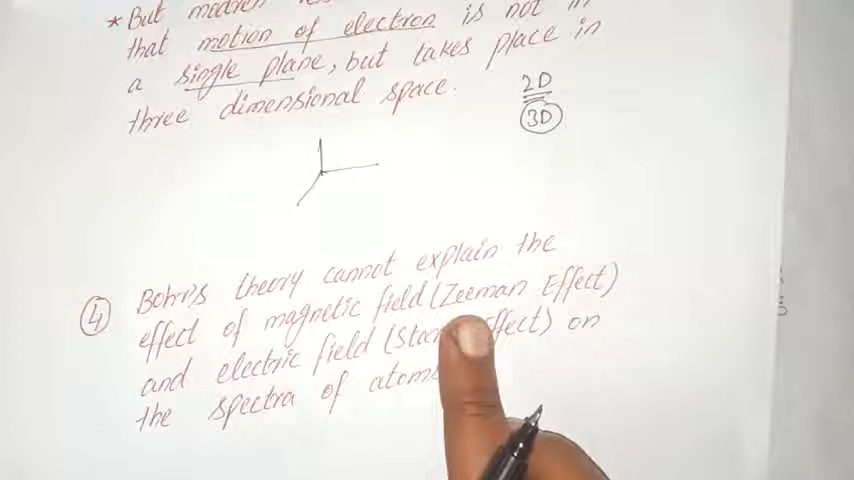 * But
that motion of electron is not in
a single plane, but takes place in
three dimensional space.
2D
3D
4 Bohr's theory cannot explain the
effect of magnetic field (Zeeman Effect)
and electric field ( Effect) on
the spectra of atoms